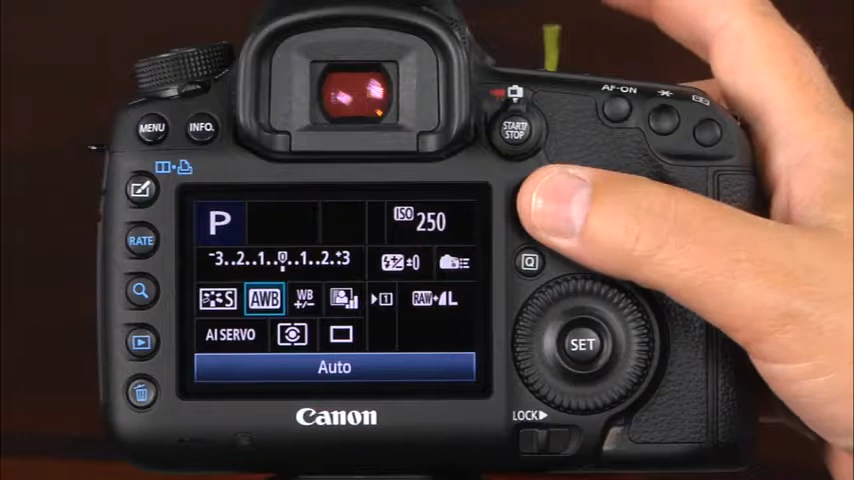 AF-ON
MENU
INFO.
START/
STOP
RATE
P
ISO 250
-3..2..1..0..1..2..+3
±0
Q
S
AWB
WB
+/-
1
RAW+L
AI SERVO
SET
Auto
Canon
LOCK▶